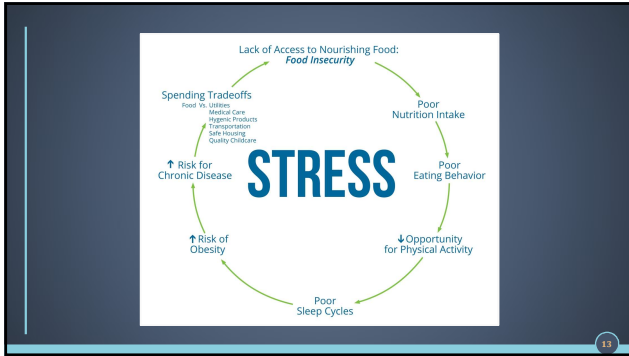 Lack of Access to Nourishing Food:
Food Insecurity
Poor
Nutrition Intake
Poor
Eating Behavior
↓ Opportunity
for Physical Activity
Poor
Sleep Cycles
↑ Risk of
Obesity
↑ Risk for
Chronic Disease
Spending Tradeoffs
Food Vs. Utilities
Medical Care
Hygenic Products
Transportation
Safe Housing
Quality Childcare
STRESS
13